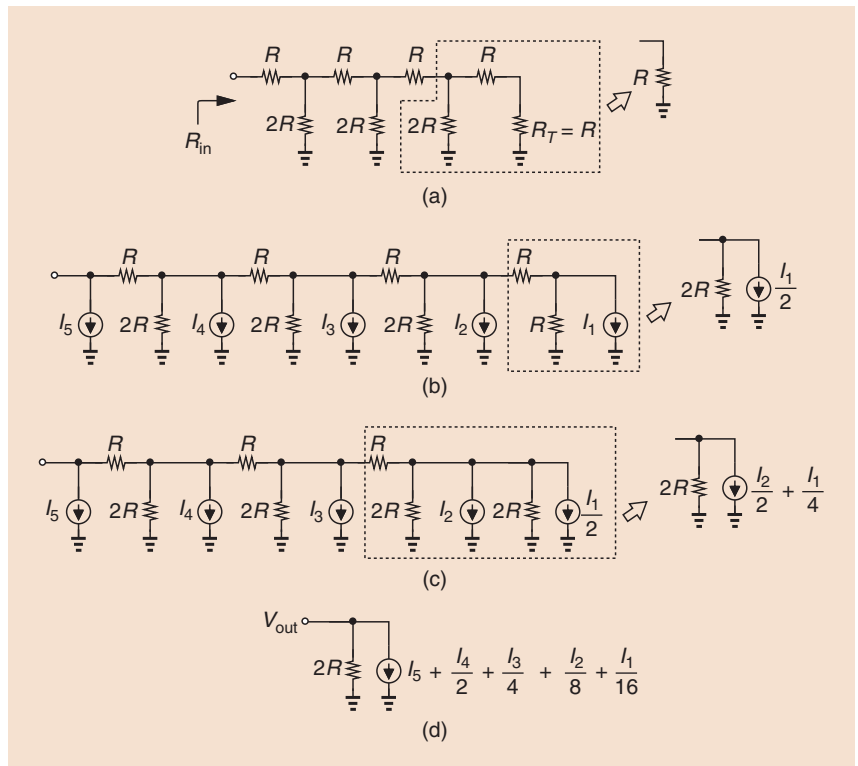 R R R R
R
2R 2R 2R R_T = R
R_in
(a)
R R R R
I_5 2R I_4 2R I_3 2R I_2 R I_1
2R I_1/2
(b)
R R R
I_5 2R I_4 2R I_3 2R I_2 2R I_1/2
2R I_2/2 + I_1/4
(c)
V_out
2R I_5 + I_4/2 + I_3/4 + I_2/8 + I_1/16
(d)